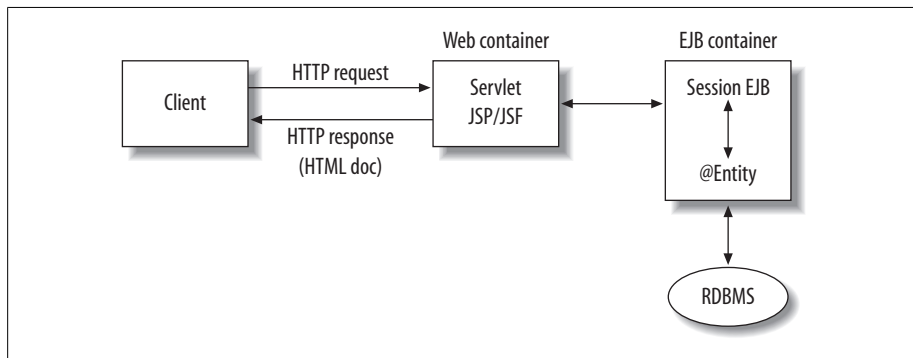 Web container
EJB container
Client
HTTP request
HTTP response
(HTML doc)
Servlet
JSP/JSF
Session EJB
@Entity
RDBMS